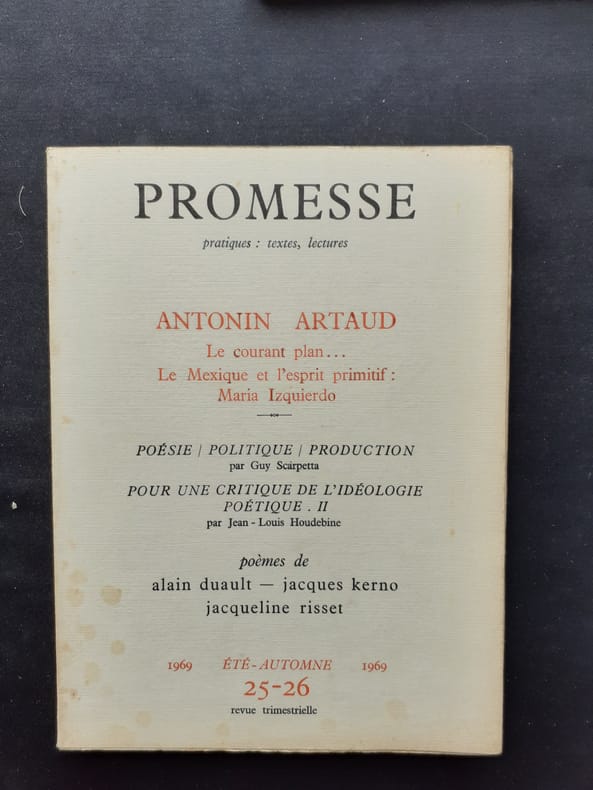 PROMESSE
pratiques : textes, lectures
ANTONIN ARTAUD
Le courant plan...
Le Mexique et l'esprit primitif :
Maria Izquierdo
POÉSIE / POLITIQUE / PRODUCTION
par Guy Scarpetta
POUR UNE CRITIQUE DE L'IDÉOLOGIE
POÉTIQUE . II
par Jean - Louis Houdebine
poèmes de
alain duault — jacques kerno
jacqueline risset
1969 ÉTÉ - AUTOMNE 1969
25-26
revue trimestrielle